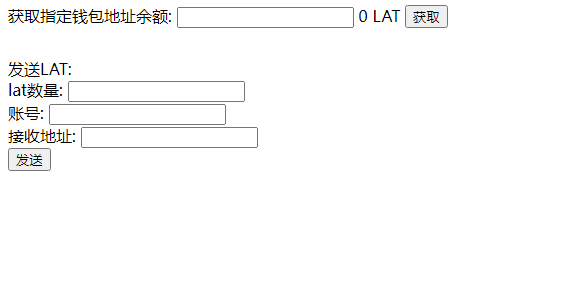 获取指定钱包地址余额: 0 LAT 获取
发送LAT:
lat数量:
账号:
接收地址:
发送